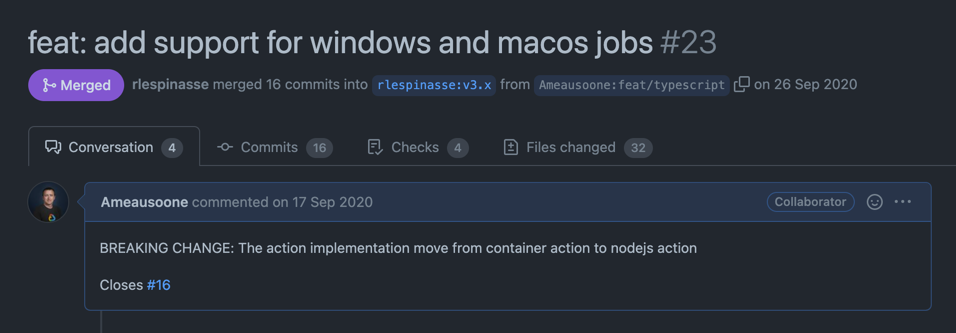 feat: add support for windows and macos jobs #23
Merged rlespinasse merged 16 commits into rlespinasse:v3.x from Ameausoone:feat/typescript on 26 Sep 2020
Conversation 4 Commits 16 Checks 4 Files changed 32
Ameausoone commented on 17 Sep 2020 Collaborator
BREAKING CHANGE: The action implementation move from container action to nodejs action
Closes #16